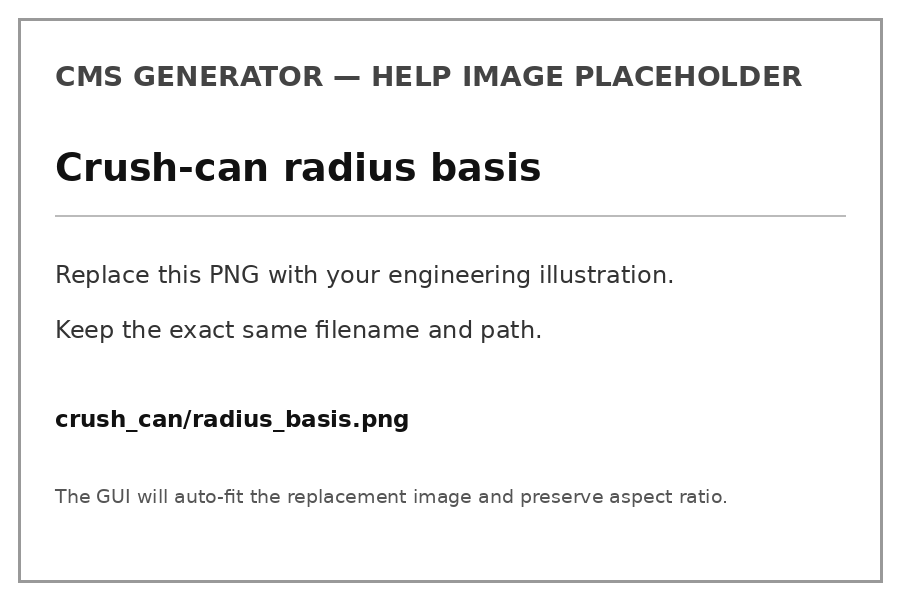 CMS GENERATOR — HELP IMAGE PLACEHOLDER
Crush-can radius basis
Replace this PNG with your engineering illustration.
Keep the exact same filename and path.
crush_can/radius_basis.png
The GUI will auto-fit the replacement image and preserve aspect ratio.